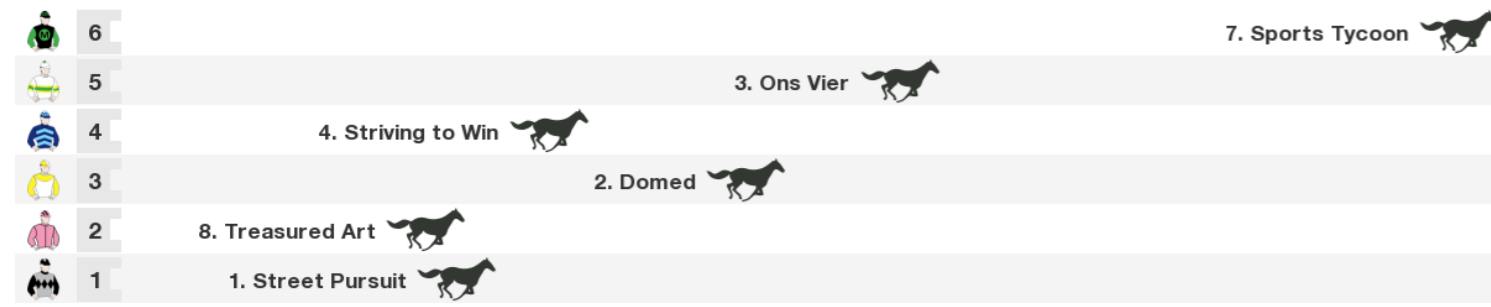 6 7. Sports Tycoon
5 3. Ons Vier
4 4. Striving to Win
3 2. Domed
2 8. Treasured Art
1 1. Street Pursuit